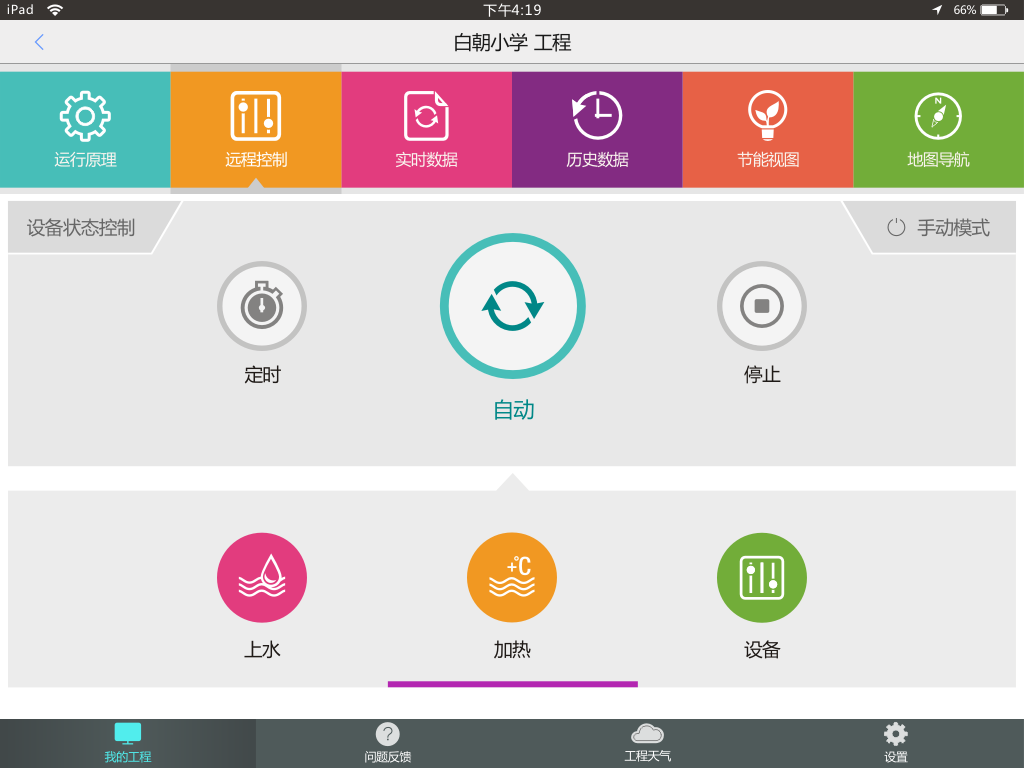 iPad 下午4:19 66%
白朝小学 工程
运行原理 远程控制 实时数据 历史数据 节能视图 N 地图导航
设备状态控制 手动模式
定时 自动 停止
+°C
上水 加热 设备
我的工程 ? 问题反馈 工程天气 设置